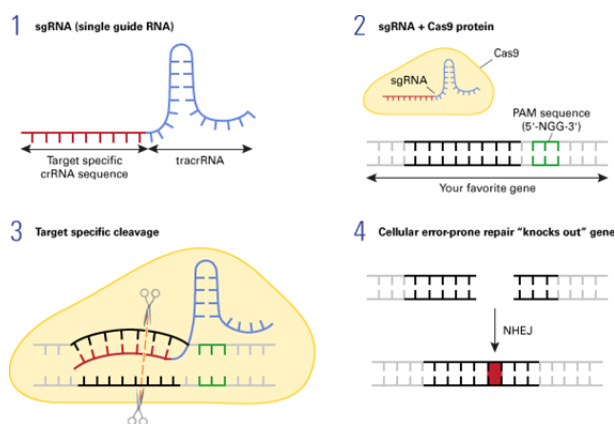 1 sgRNA (single guide RNA)
Target specific
crRNA sequence
tracrRNA
2 sgRNA + Cas9 protein
Cas9
sgRNA
PAM sequence
(5'-NGG-3')
Your favorite gene
3 Target specific cleavage
4 Cellular error-prone repair “knocks out” gene
NHEJ